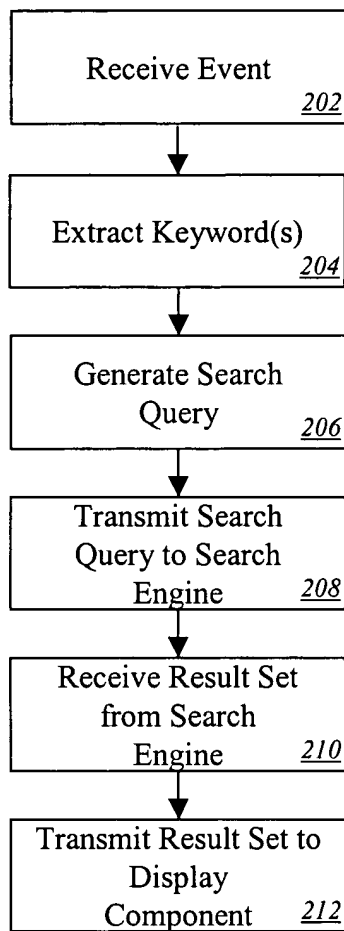 Receive Event
202
Extract Keyword(s)
204
Generate Search
Query
206
Transmit Search
Query to Search
Engine
208
Receive Result Set
from Search
Engine
210
Transmit Result Set to
Display
Component
212